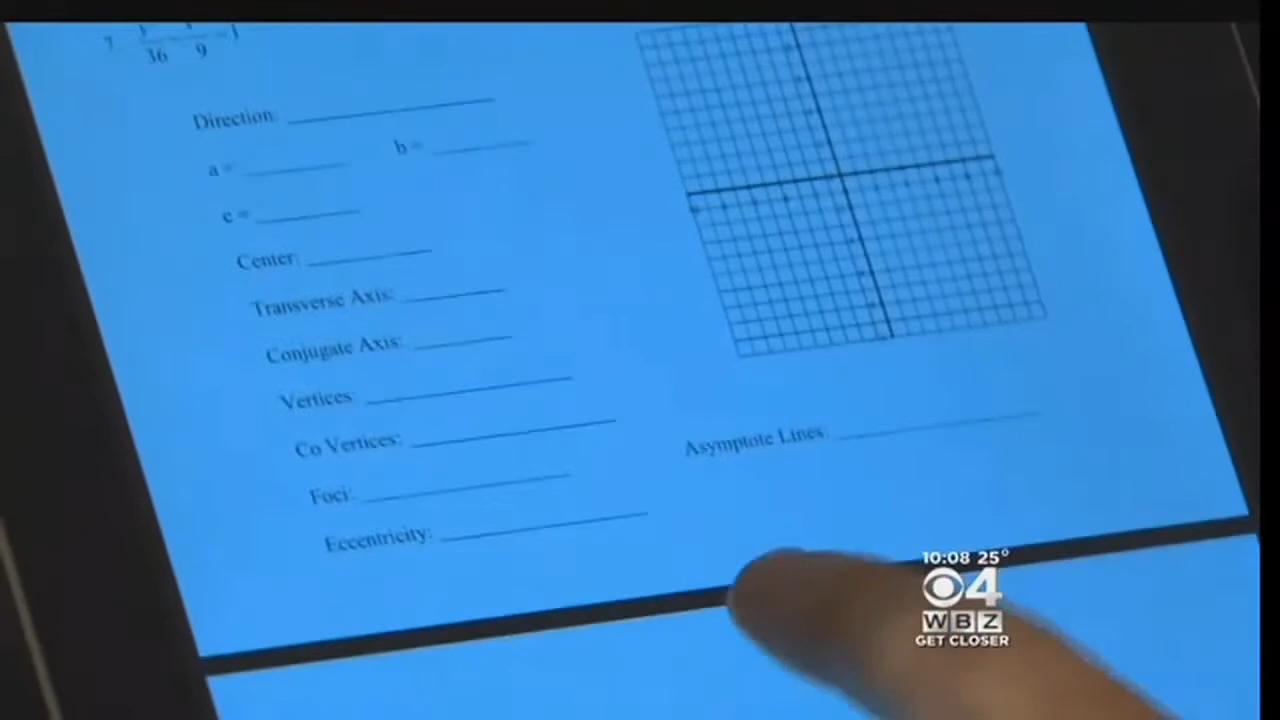 36 9
Direction:
a = b =
c =
Center:
Transverse Axis:
Conjugate Axis:
Vertices:
Co Vertices:
Foci:
Eccentricity:
Asymptote Lines:
10:08 25°
4
WBZ
GET CLOSER